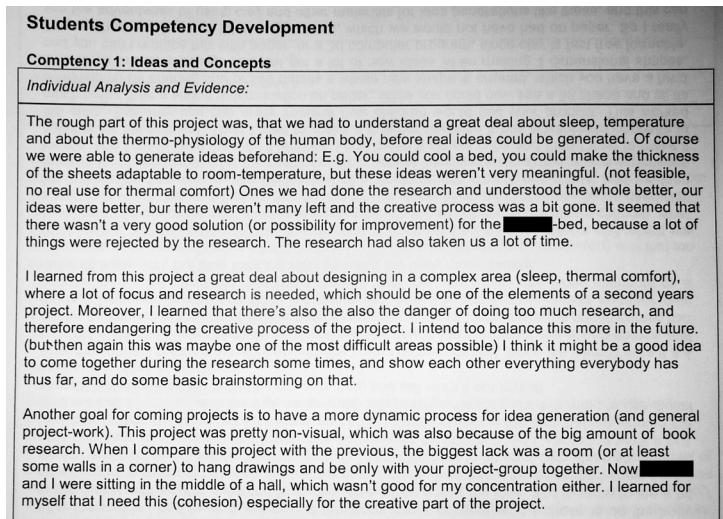 Students Competency Development
Comptency 1: Ideas and Concepts
Individual Analysis and Evidence:
The rough part of this project was, that we had to understand a great deal about sleep, temperature
and about the thermo-physiology of the human body, before real ideas could be generated. Of course
we were able to generate ideas beforehand: E.g. You could cool a bed, you could make the thickness
of the sheets adaptable to room-temperature, but these ideas weren't very meaningful. (not feasible,
no real use for thermal comfort) Ones we had done the research and understood the whole better, our
ideas were better, bur there weren't many left and the creative process was a bit gone. It seemed that
there wasn't a very good solution (or possibility for improvement) for the -bed, because a lot of
things were rejected by the research. The research had also taken us a lot of time.
I learned from this project a great deal about designing in a complex area (sleep, thermal comfort),
where a lot of focus and research is needed, which should be one of the elements of a second years
project. Moreover, I learned that there's also the also the danger of doing too much research, and
therefore endangering the creative process of the project. I intend too balance this more in the future.
(but then again this was maybe one of the most difficult areas possible) I think it might be a good idea
to come together during the research some times, and show each other everything everybody has
thus far, and do some basic brainstorming on that.
Another goal for coming projects is to have a more dynamic process for idea generation (and general
project-work). This project was pretty non-visual, which was also because of the big amount of book
research. When I compare this project with the previous, the biggest lack was a room (or at least
some walls in a corner) to hang drawings and be only with your project-group together. Now
and I were sitting in the middle of a hall, which wasn't good for my concentration either. I learned for
myself that I need this (cohesion) especially for the creative part of the project.